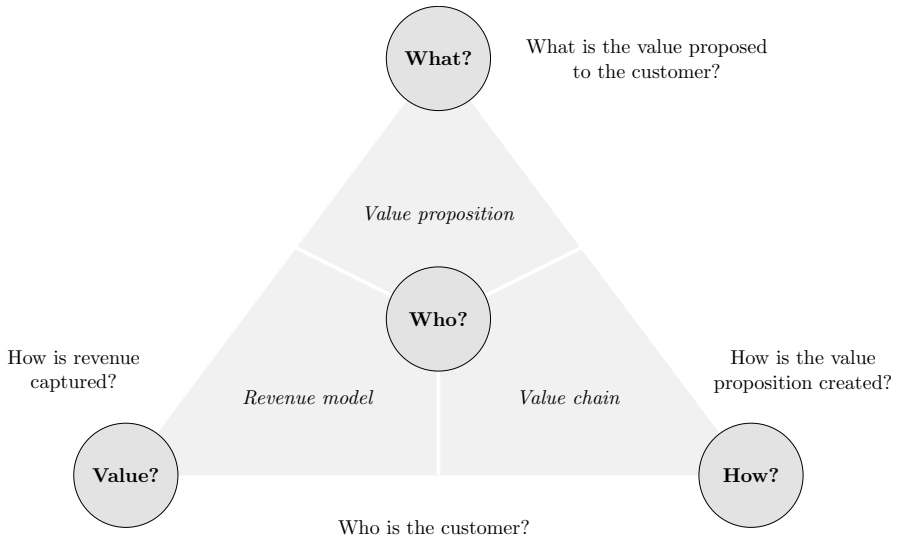 What?
What is the value proposed
to the customer?
Value proposition
Who?
How is revenue
captured?
How is the value
proposition created?
Revenue model
Value chain
Value?
How?
Who is the customer?